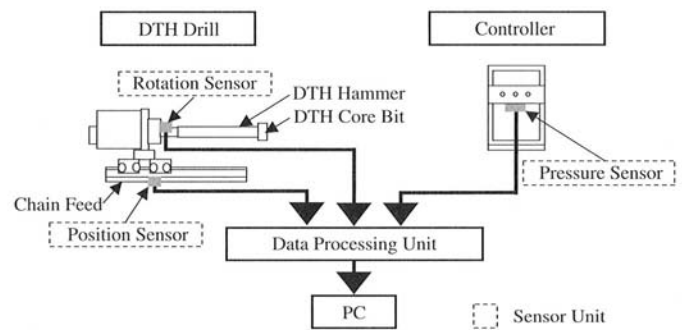 DTH Drill
Controller
Rotation Sensor
DTH Hammer
DTH Core Bit
Chain Feed
Position Sensor
Pressure Sensor
Data Processing Unit
PC
Sensor Unit